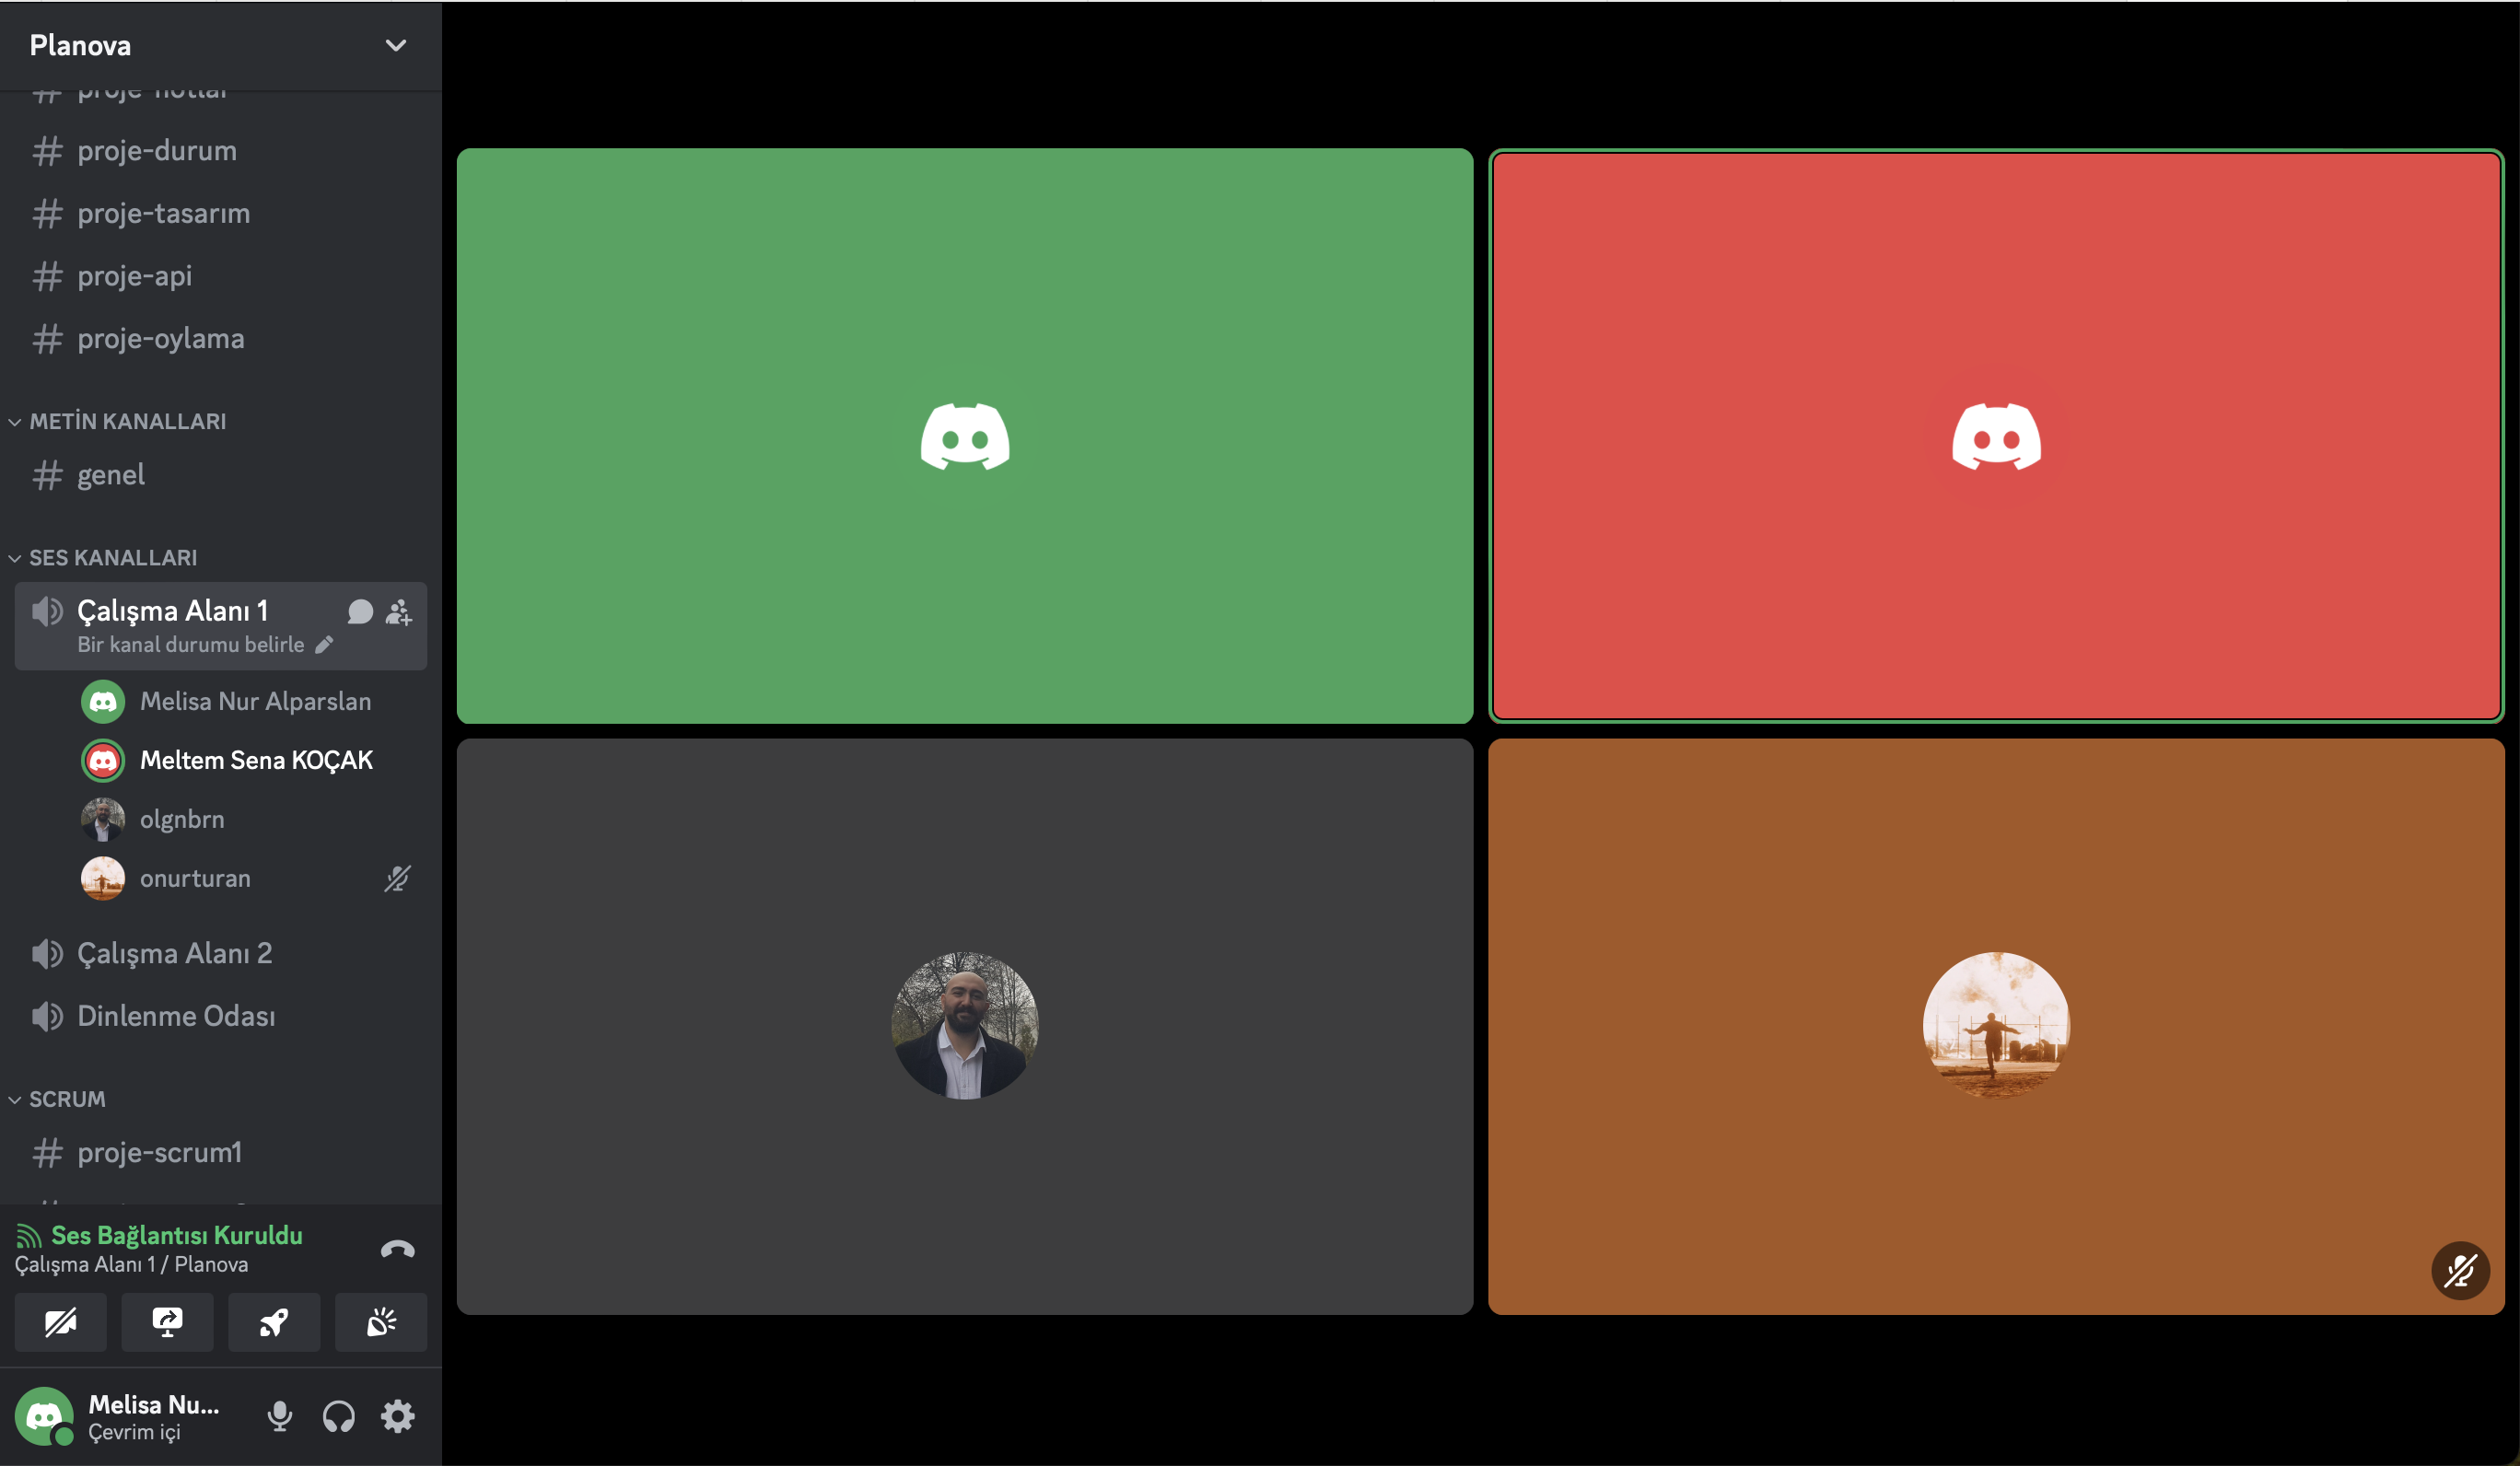 Planova
proje-notlar
proje-durum
proje-tasarım
proje-api
proje-oylama
METİN KANALLARI
genel
SES KANALLARI
Çalışma Alanı 1
Bir kanal durumu belirle
Melisa Nur Alparslan
Meltem Sena KOÇAK
olgnbrn
onurturan
Çalışma Alanı 2
Dinlenme Odası
SCRUM
proje-scrum1
Ses Bağlantısı Kuruldu
Çalışma Alanı 1 / Planova
Melisa Nu...
Çevrim içi